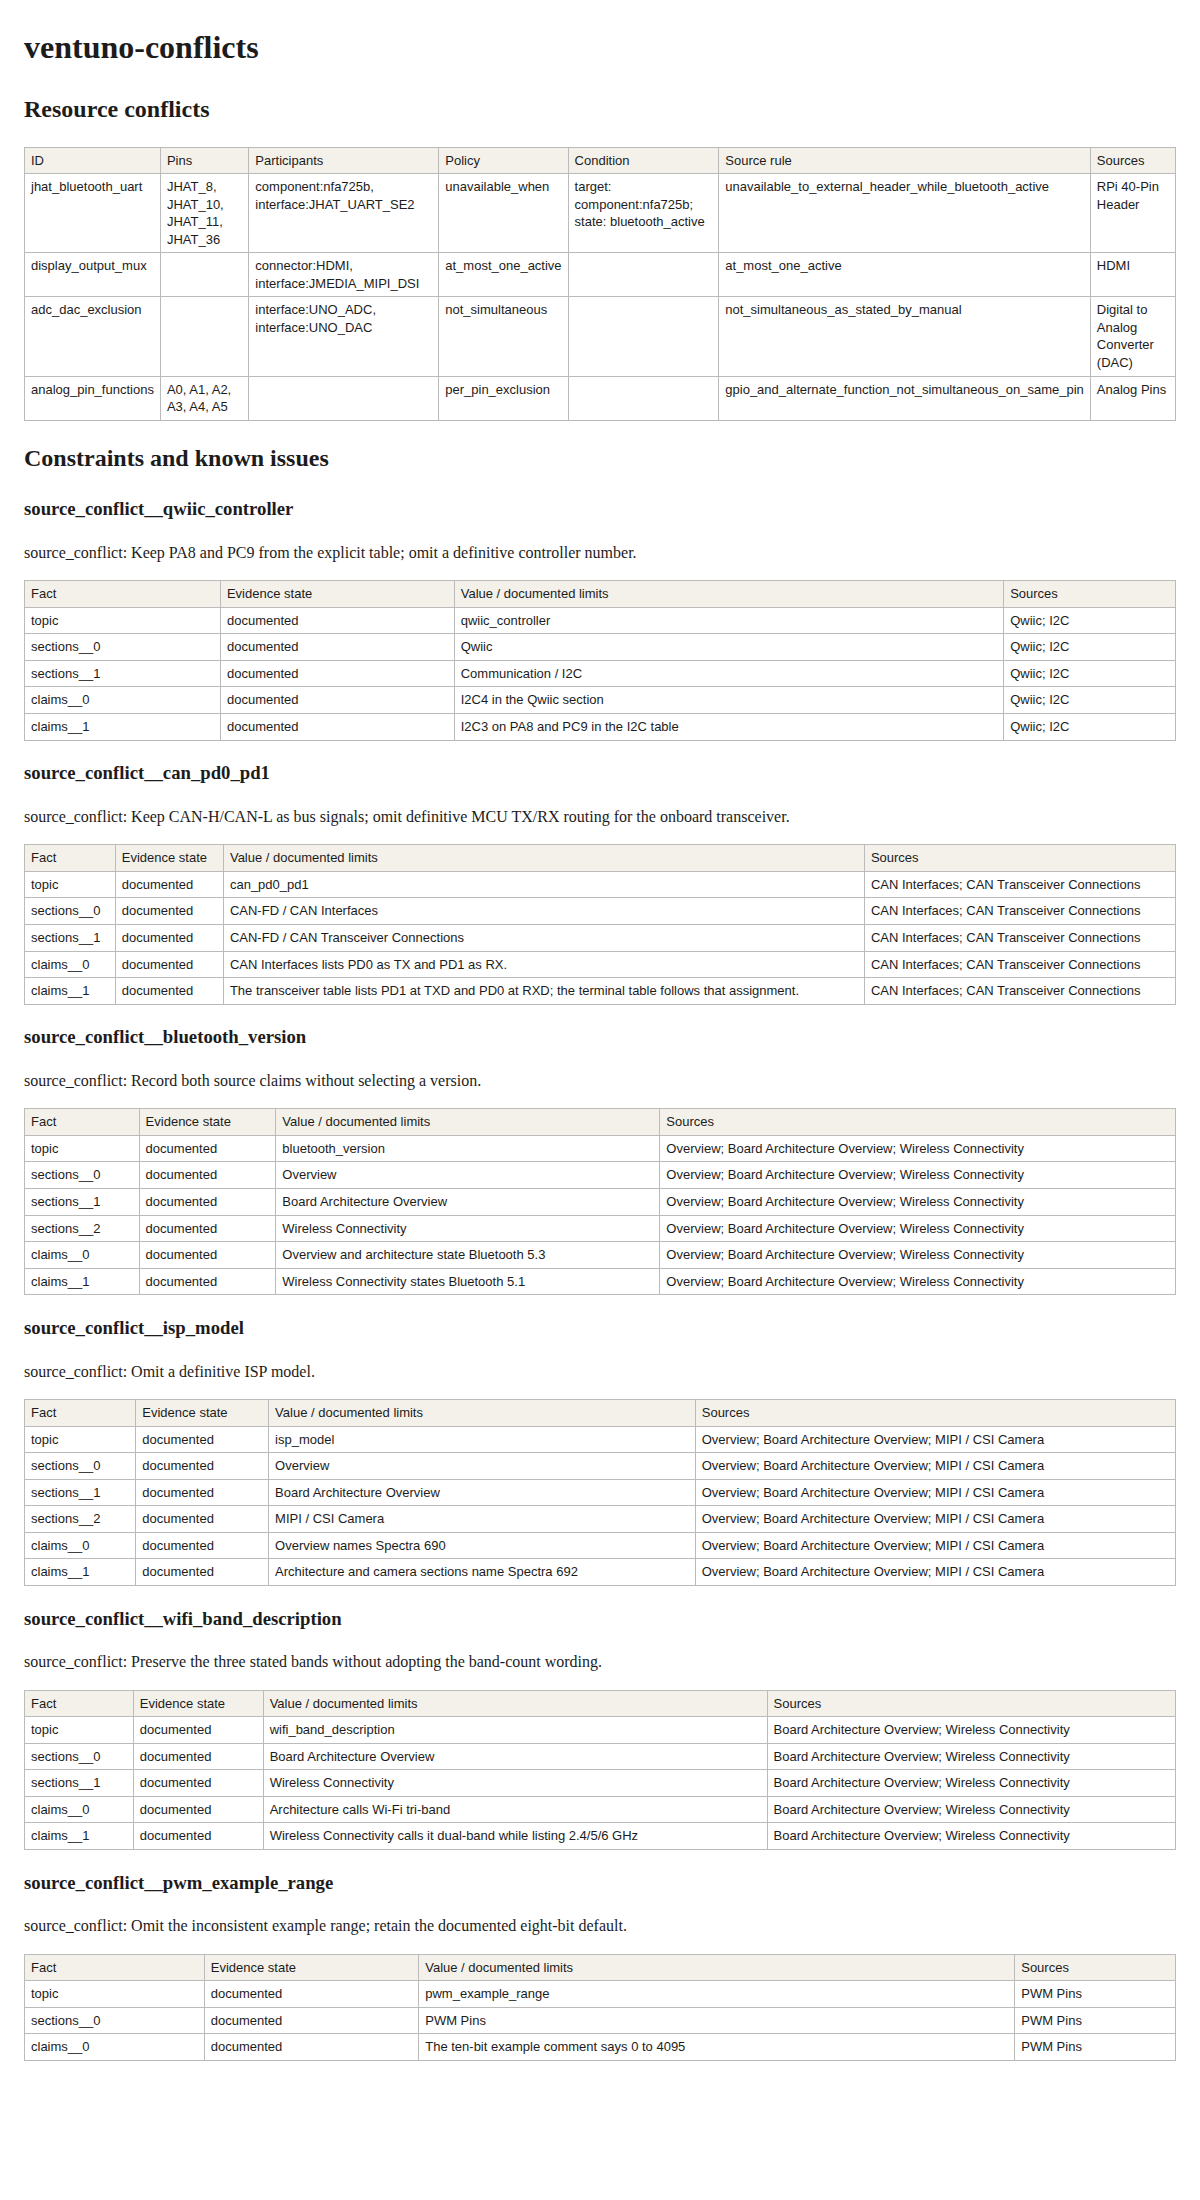 ventuno-conflicts
Resource conflicts
ID Pins Participants Policy Condition Source rule Sources
jhat_bluetooth_uart JHAT_8, JHAT_10, JHAT_11, JHAT_36 component:nfa725b, interface:JHAT_UART_SE2 unavailable_when target: component:nfa725b; state: bluetooth_active unavailable_to_external_header_while_bluetooth_active RPi 40-Pin Header
display_output_mux connector:HDMI, interface:JMEDIA_MIPI_DSI at_most_one_active at_most_one_active HDMI
adc_dac_exclusion interface:UNO_ADC, interface:UNO_DAC not_simultaneous not_simultaneous_as_stated_by_manual Digital to Analog Converter (DAC)
analog_pin_functions A0, A1, A2, A3, A4, A5 per_pin_exclusion gpio_and_alternate_function_not_simultaneous_on_same_pin Analog Pins
Constraints and known issues
source_conflict__qwiic_controller
source_conflict: Keep PA8 and PC9 from the explicit table; omit a definitive controller number.
Fact Evidence state Value / documented limits Sources
topic documented qwiic_controller Qwiic; I2C
sections__0 documented Qwiic Qwiic; I2C
sections__1 documented Communication / I2C Qwiic; I2C
claims__0 documented I2C4 in the Qwiic section Qwiic; I2C
claims__1 documented I2C3 on PA8 and PC9 in the I2C table Qwiic; I2C
source_conflict__can_pd0_pd1
source_conflict: Keep CAN-H/CAN-L as bus signals; omit definitive MCU TX/RX routing for the onboard transceiver.
Fact Evidence state Value / documented limits Sources
topic documented can_pd0_pd1 CAN Interfaces; CAN Transceiver Connections
sections__0 documented CAN-FD / CAN Interfaces CAN Interfaces; CAN Transceiver Connections
sections__1 documented CAN-FD / CAN Transceiver Connections CAN Interfaces; CAN Transceiver Connections
claims__0 documented CAN Interfaces lists PD0 as TX and PD1 as RX. CAN Interfaces; CAN Transceiver Connections
claims__1 documented The transceiver table lists PD1 at TXD and PD0 at RXD; the terminal table follows that assignment. CAN Interfaces; CAN Transceiver Connections
source_conflict__bluetooth_version
source_conflict: Record both source claims without selecting a version.
Fact Evidence state Value / documented limits Sources
topic documented bluetooth_version Overview; Board Architecture Overview; Wireless Connectivity
sections__0 documented Overview Overview; Board Architecture Overview; Wireless Connectivity
sections__1 documented Board Architecture Overview Overview; Board Architecture Overview; Wireless Connectivity
sections__2 documented Wireless Connectivity Overview; Board Architecture Overview; Wireless Connectivity
claims__0 documented Overview and architecture state Bluetooth 5.3 Overview; Board Architecture Overview; Wireless Connectivity
claims__1 documented Wireless Connectivity states Bluetooth 5.1 Overview; Board Architecture Overview; Wireless Connectivity
source_conflict__isp_model
source_conflict: Omit a definitive ISP model.
Fact Evidence state Value / documented limits Sources
topic documented isp_model Overview; Board Architecture Overview; MIPI / CSI Camera
sections__0 documented Overview Overview; Board Architecture Overview; MIPI / CSI Camera
sections__1 documented Board Architecture Overview Overview; Board Architecture Overview; MIPI / CSI Camera
sections__2 documented MIPI / CSI Camera Overview; Board Architecture Overview; MIPI / CSI Camera
claims__0 documented Overview names Spectra 690 Overview; Board Architecture Overview; MIPI / CSI Camera
claims__1 documented Architecture and camera sections name Spectra 692 Overview; Board Architecture Overview; MIPI / CSI Camera
source_conflict__wifi_band_description
source_conflict: Preserve the three stated bands without adopting the band-count wording.
Fact Evidence state Value / documented limits Sources
topic documented wifi_band_description Board Architecture Overview; Wireless Connectivity
sections__0 documented Board Architecture Overview Board Architecture Overview; Wireless Connectivity
sections__1 documented Wireless Connectivity Board Architecture Overview; Wireless Connectivity
claims__0 documented Architecture calls Wi-Fi tri-band Board Architecture Overview; Wireless Connectivity
claims__1 documented Wireless Connectivity calls it dual-band while listing 2.4/5/6 GHz Board Architecture Overview; Wireless Connectivity
source_conflict__pwm_example_range
source_conflict: Omit the inconsistent example range; retain the documented eight-bit default.
Fact Evidence state Value / documented limits Sources
topic documented pwm_example_range PWM Pins
sections__0 documented PWM Pins PWM Pins
claims__0 documented The ten-bit example comment says 0 to 4095 PWM Pins